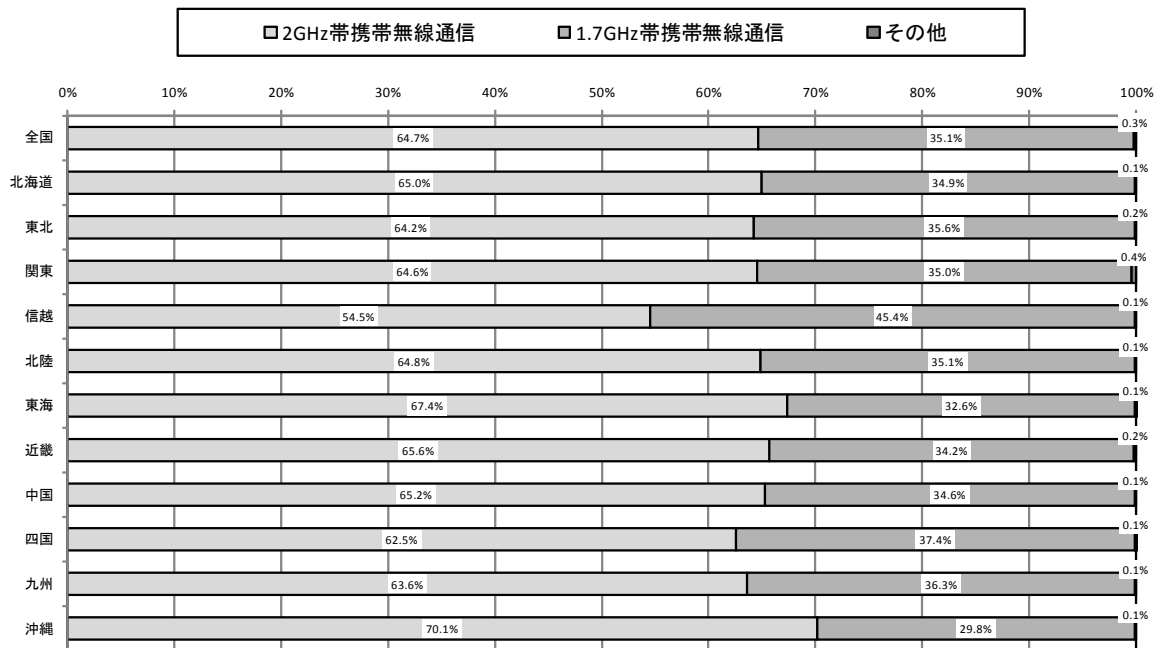 2GHz帯携帯無線通信 1.7GHz帯携帯無線通信 その他
0% 10% 20% 30% 40% 50% 60% 70% 80% 90% 100%
全国 64.7% 35.1% 0.3%
北海道 65.0% 34.9% 0.1%
東北 64.2% 35.6% 0.2%
関東 64.6% 35.0% 0.4%
信越 54.5% 45.4% 0.1%
北陸 64.8% 35.1% 0.1%
東海 67.4% 32.6% 0.1%
近畿 65.6% 34.2% 0.2%
中国 65.2% 34.6% 0.1%
四国 62.5% 37.4% 0.1%
九州 63.6% 36.3% 0.1%
沖縄 70.1% 29.8% 0.1%